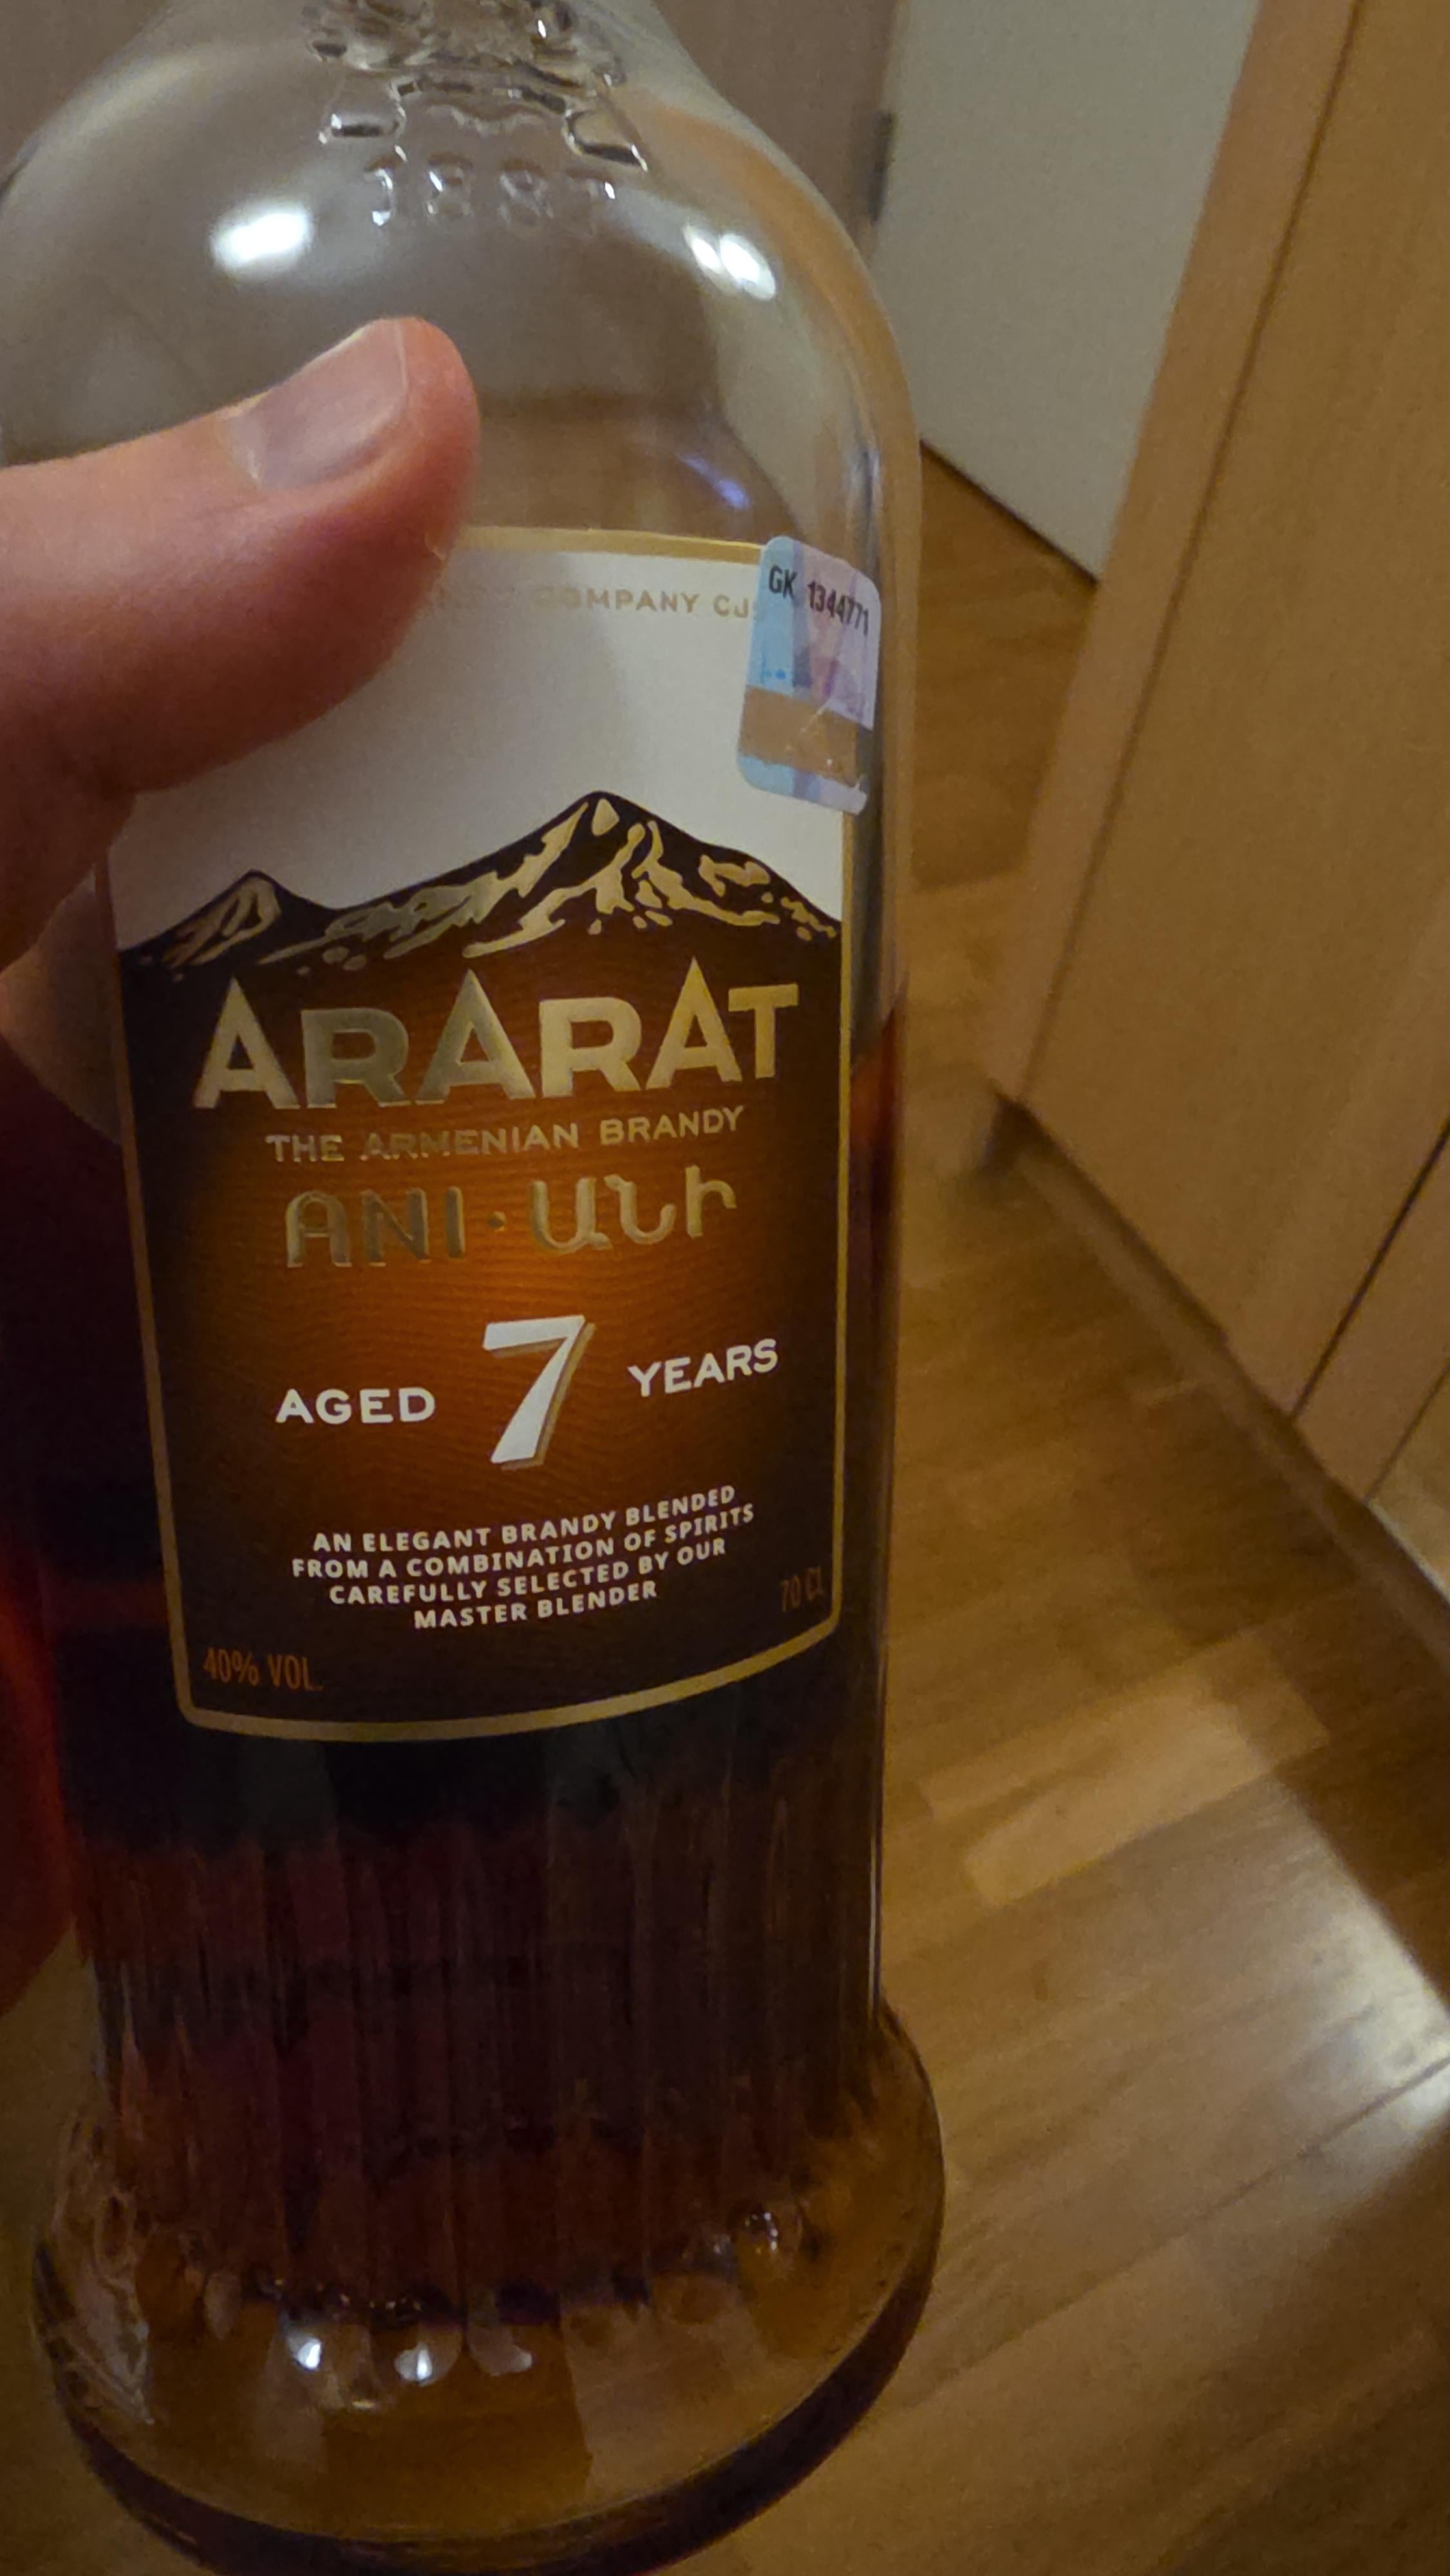 1887
COMPANY
GK 1344771
ARARAT
THE ARMENIAN BRANDY
ANI · ԱՆԻ
AGED 7 YEARS
AN ELEGANT BRANDY BLENDED
FROM A COMBINATION OF SPIRITS
CAREFULLY SELECTED BY OUR
MASTER BLENDER
70 CL
40% VOL.